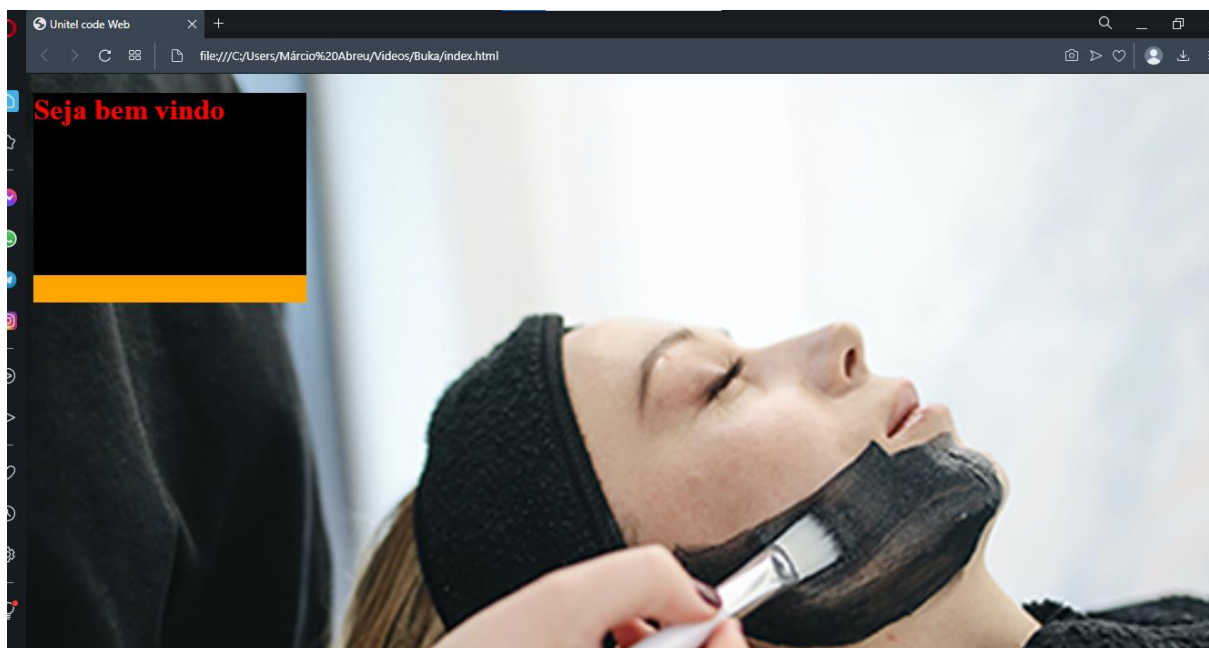 Unitel code Web
file:///C:/Users/Márcio%20Abreu/Videos/Buka/index.html
Seja bem vindo